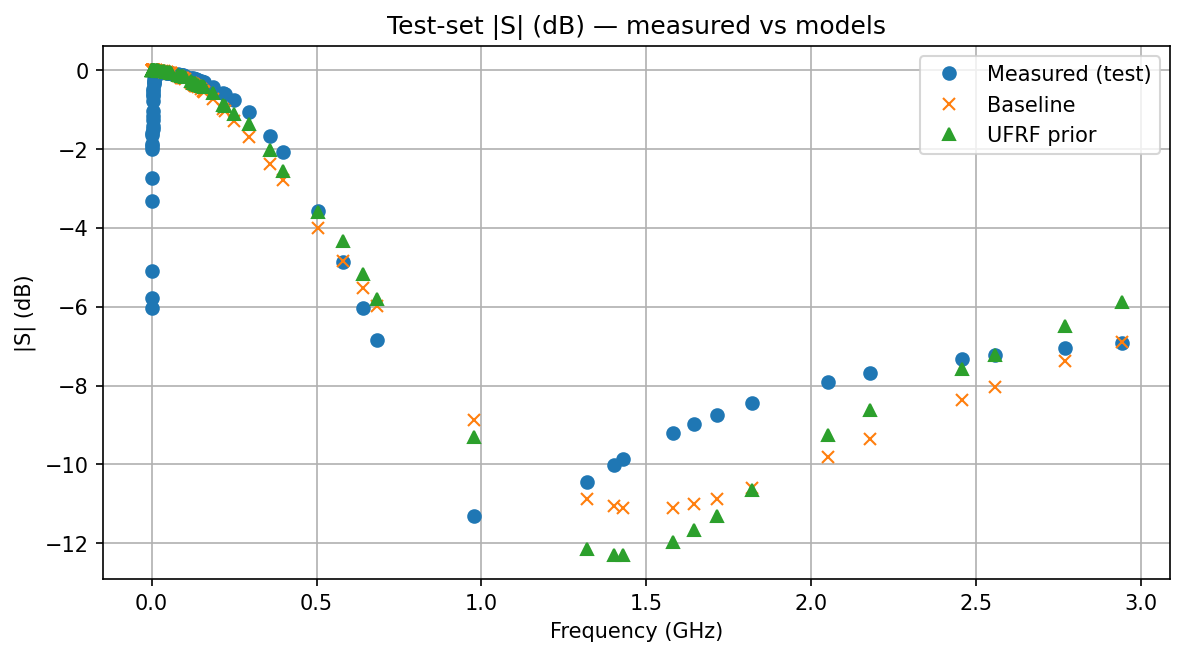 Test-set |S| (dB) — measured vs models
Measured (test)
Baseline
UFRF prior
0
−2
−4
−6
−8
−10
−12
|S| (dB)
0.0 0.5 1.0 1.5 2.0 2.5 3.0
Frequency (GHz)